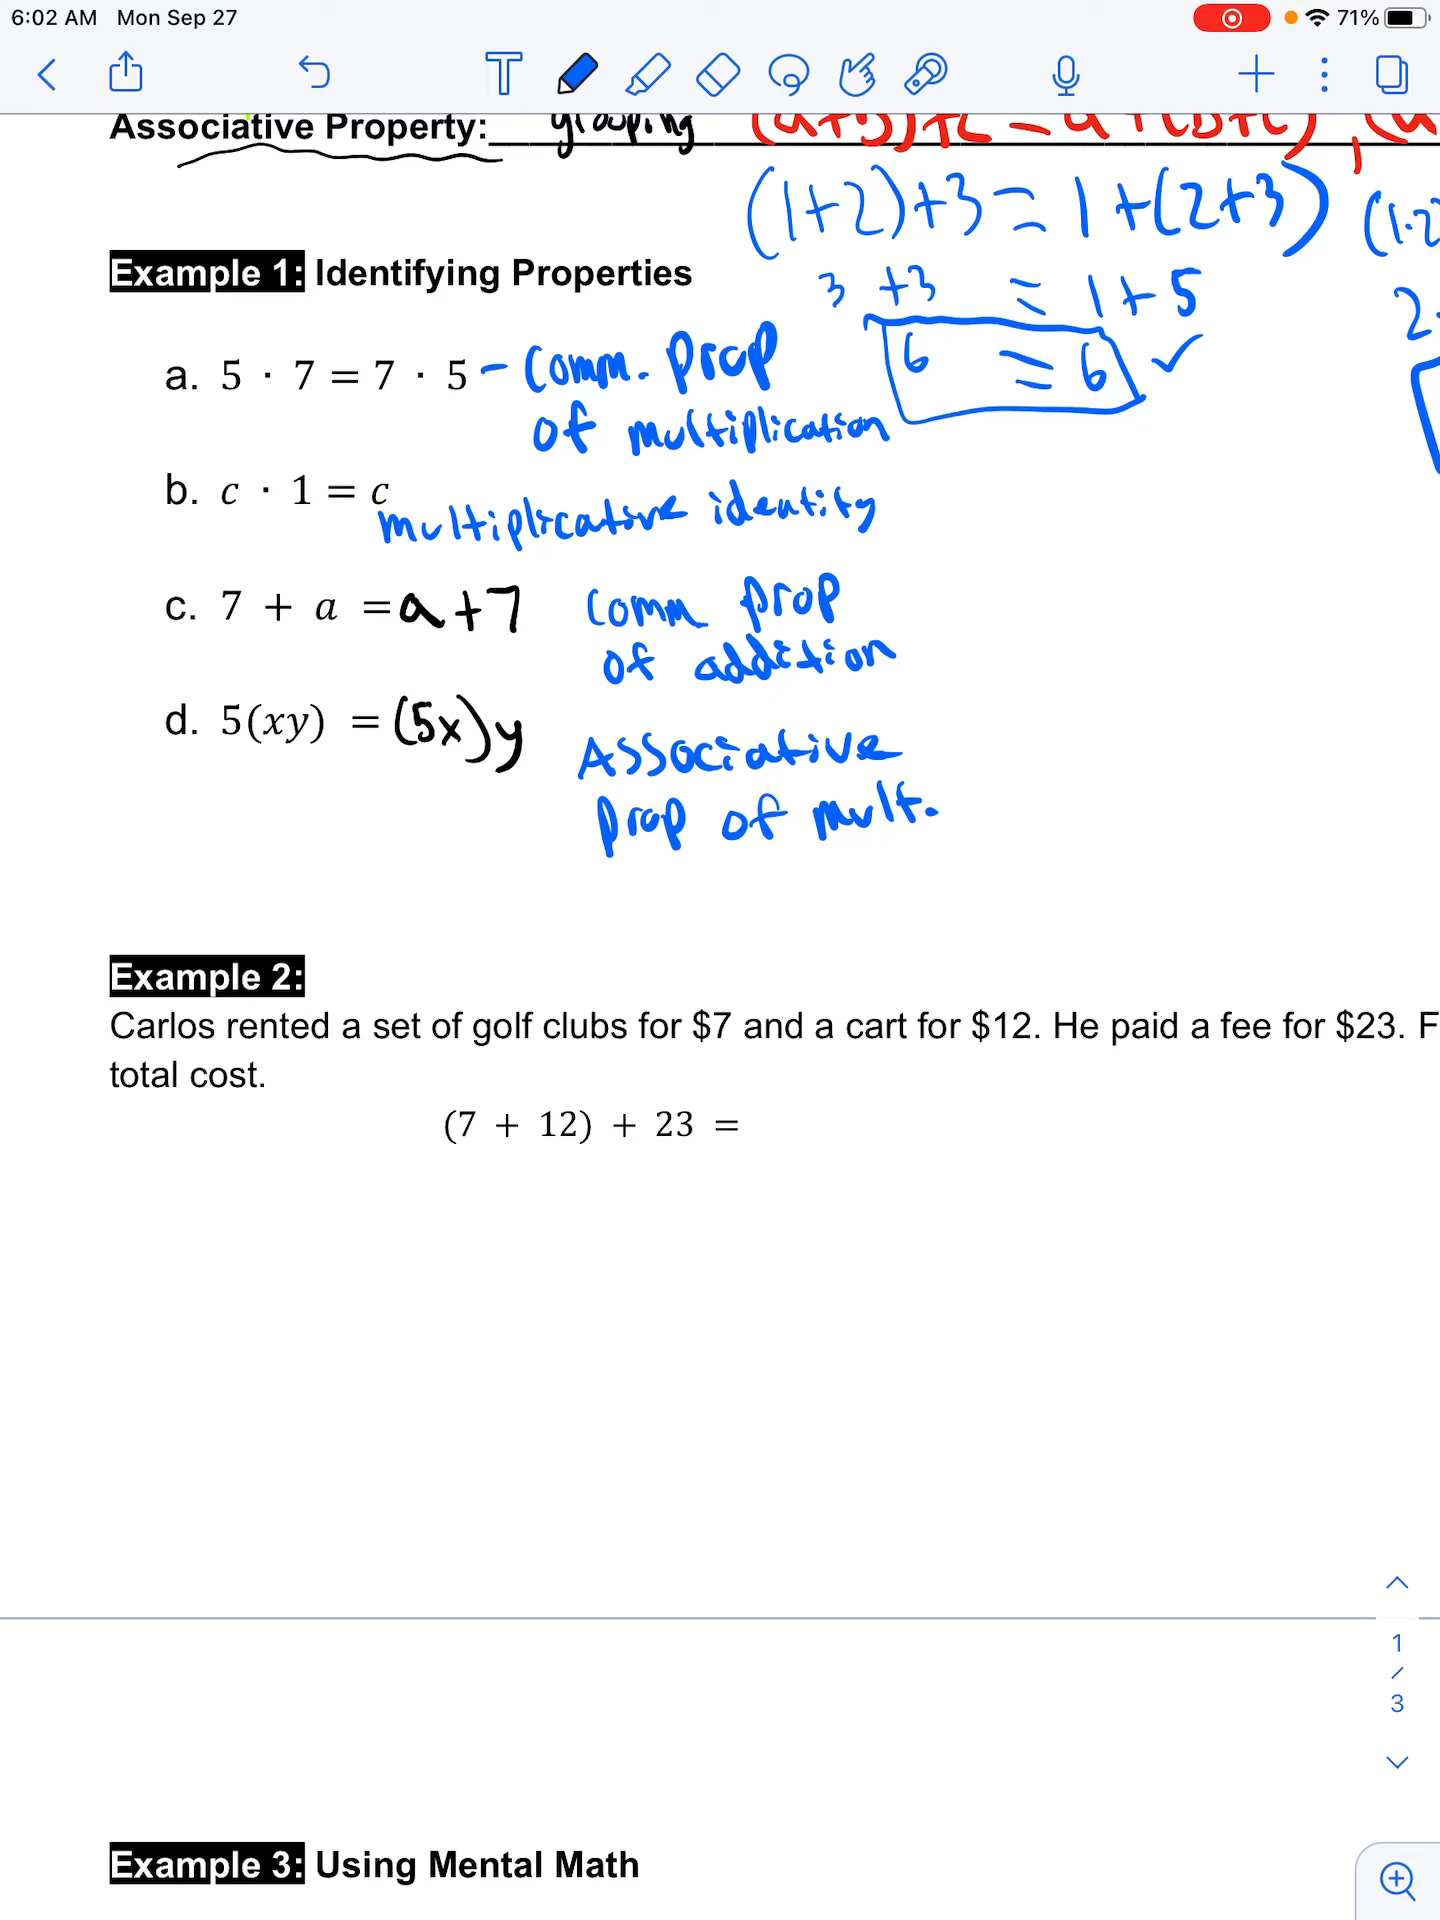 6:02 AM Mon Sep 27 71%
T
Associative Property: grouping (a+b)+c = a+(b+c), (a
(1+2)+3 = 1+(2+3) (1·2
Example 1: Identifying Properties
3 +3 = 1+5
2·
6 = 6 ✓
a. 5 · 7 = 7 · 5 - Comm. Prop
of multiplication
b. c · 1 = c
multiplicative identity
c. 7 + a = a+7 Comm prop
of addition
d. 5(xy) = (5x)y Associative
prop of mult.
Example 2:
Carlos rented a set of golf clubs for $7 and a cart for $12. He paid a fee for $23. F
total cost.
(7 + 12) + 23 =
1
/
3
Example 3: Using Mental Math